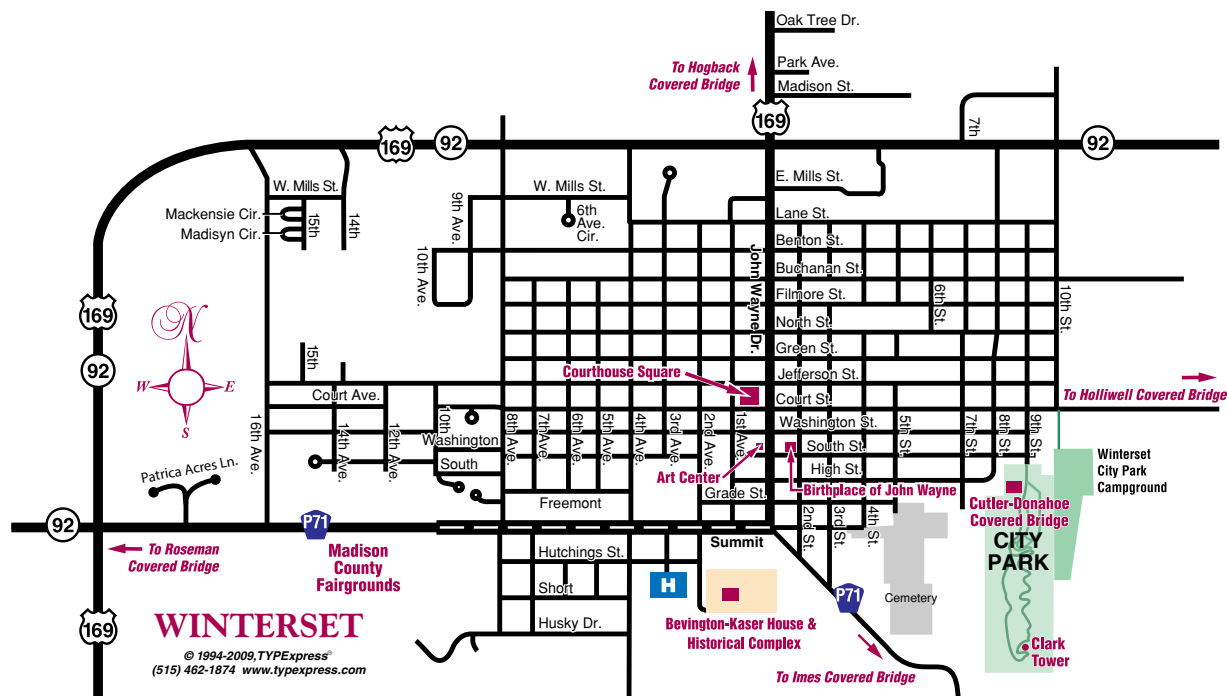 Oak Tree Dr.
To Hogback
Covered Bridge
Park Ave.
Madison St.
169
7th
169
92
92
E. Mills St.
W. Mills St.
W. Mills St.
Mackensie Cir.
Madisyn Cir.
15th
14th
9th Ave.
6th
Ave.
Cir.
10th Ave.
Lane St.
Benton St.
Buchanan St.
Filmore St.
North St.
Green St.
Jefferson St.
Court St.
Washington St.
South St.
High St.
John Wayne Dr.
6th St.
10th St.
169
92
N
W
E
S
15th
Courthouse Square
To Holliwell Covered Bridge
Court Ave.
16th Ave.
14th Ave.
12th Ave.
10th
Washington
South
8th Ave.
7thAve.
6th Ave.
5th Ave.
4th Ave.
3rd Ave.
2nd Ave.
1st Ave.
5th St.
7th St.
8th St.
9th St.
Patrica Acres Ln.
Art Center
Birthplace of John Wayne
Winterset
City Park
Campground
Freemont
Grade St.
2nd St.
3rd St.
4th St.
Cutler-Donahoe
Covered Bridge
CITY
PARK
92
P71
To Roseman
Covered Bridge
Madison
County
Fairgrounds
Summit
Hutchings St.
Short
Husky Dr.
H
P71
Cemetery
169
WINTERSET
© 1994-2009,TYPExpress®
(515) 462-1874 www.typexpress.com
Bevington-Kaser House &
Historical Complex
To Imes Covered Bridge
Clark
Tower